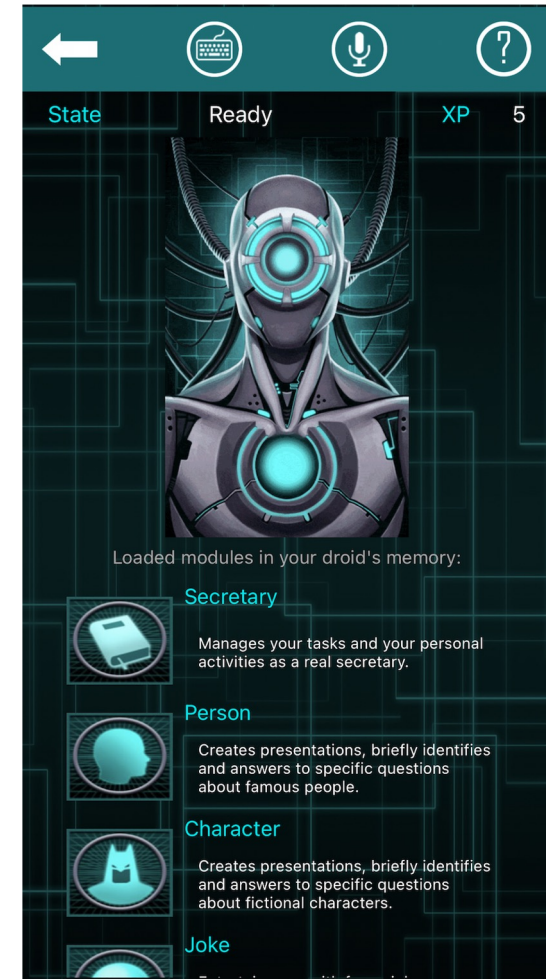 State Ready XP 5
Loaded modules in your droid's memory:
Secretary
Manages your tasks and your personal
activities as a real secretary.
Person
Creates presentations, briefly identifies
and answers to specific questions
about famous people.
Character
Creates presentations, briefly identifies
and answers to specific questions
about fictional characters.
Joke